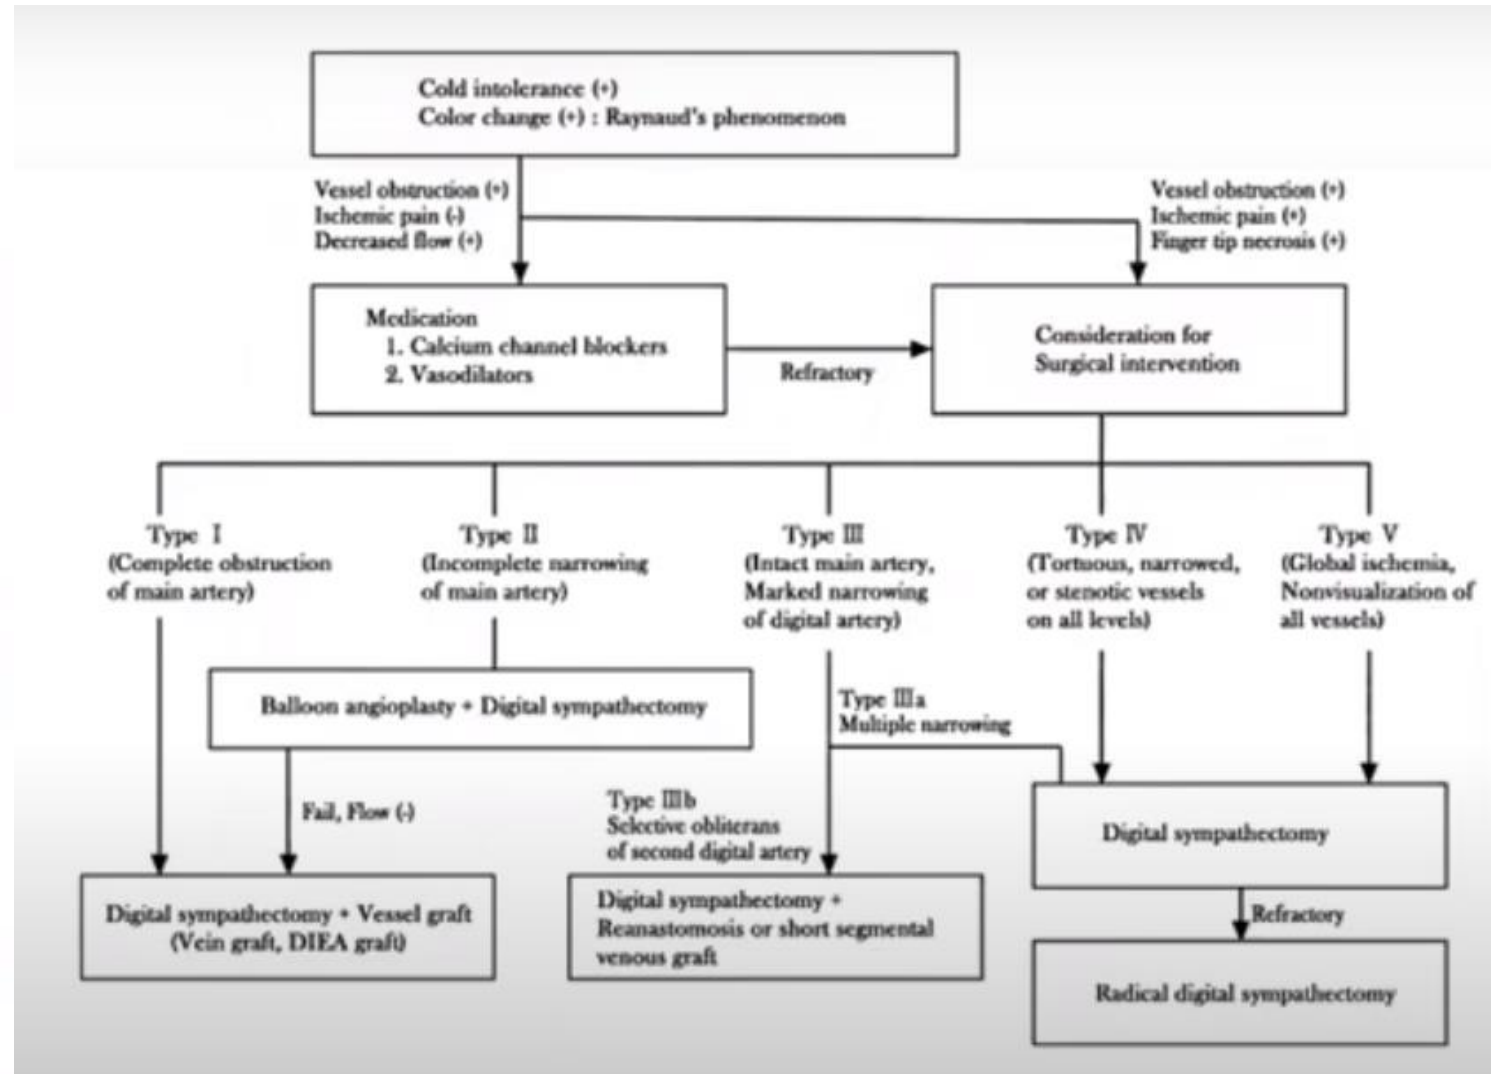 Cold intolerance (+)
Color change (+) : Raynaud's phenomenon
Vessel obstruction (+)
Ischemic pain (-)
Decreased flow (+)
Vessel obstruction (+)
Ischemic pain (+)
Finger tip necrosis (+)
Medication
1. Calcium channel blockers
2. Vasodilators
Refractory
Consideration for
Surgical intervention
Type Ⅰ
(Complete obstruction
of main artery)
Type Ⅱ
(Incomplete narrowing
of main artery)
Type Ⅲ
(Intact main artery,
Marked narrowing
of digital artery)
Type Ⅳ
(Tortuous, narrowed,
or stenotic vessels
on all levels)
Type Ⅴ
(Global ischemia,
Nonvisualization of
all vessels)
Balloon angioplasty + Digital sympathectomy
Type Ⅲa
Multiple narrowing
Fail, Flow (-)
Type Ⅲb
Selective obliterans
of second digital artery
Digital sympathectomy
Digital sympathectomy + Vessel graft
(Vein graft, DIEA graft)
Digital sympathectomy +
Reanastomosis or short segmental
venous graft
Refractory
Radical digital sympathectomy